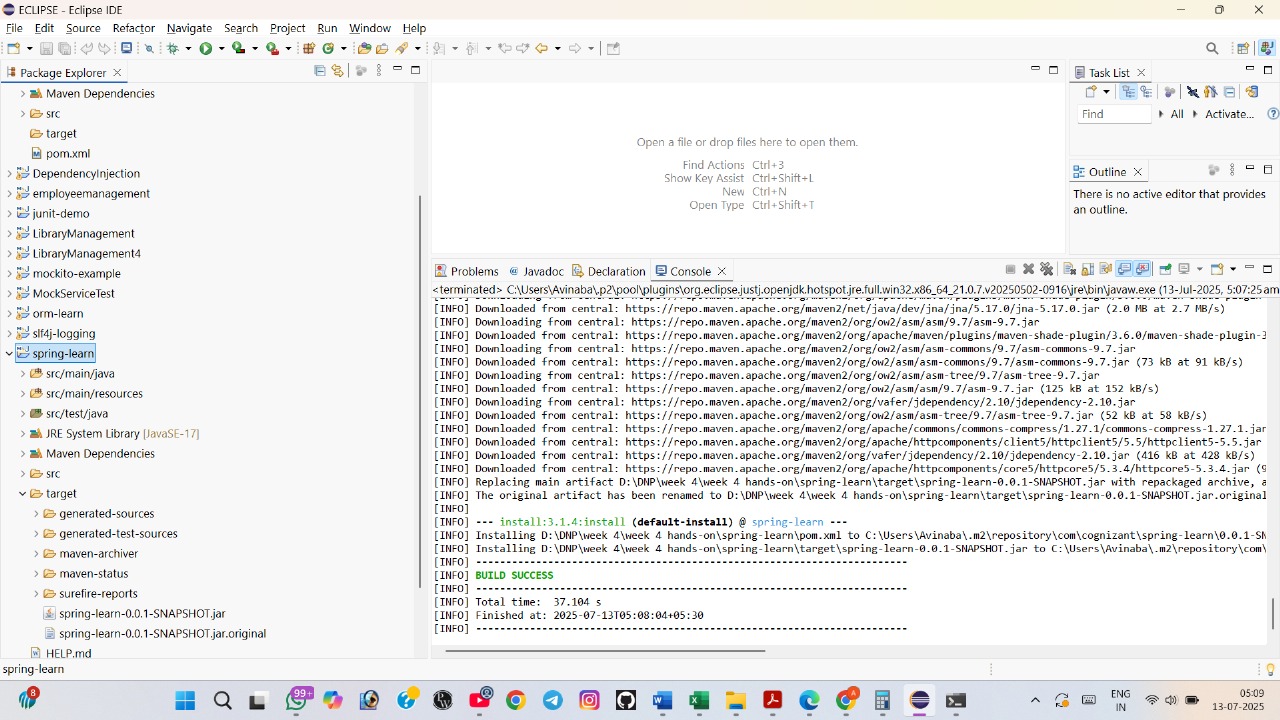 ECLIPSE - Eclipse IDE
File Edit Source Refactor Navigate Search Project Run Window Help
Package Explorer
Maven Dependencies
src
target
pom.xml
DependencyInjection
employeemanagement
junit-demo
LibraryManagement
LibraryManagement4
mockito-example
MockServiceTest
orm-learn
slf4j-logging
spring-learn
src/main/java
src/main/resources
src/test/java
JRE System Library [JavaSE-17]
Maven Dependencies
src
target
generated-sources
generated-test-sources
maven-archiver
maven-status
surefire-reports
spring-learn-0.0.1-SNAPSHOT.jar
spring-learn-0.0.1-SNAPSHOT.jar.original
HELP.md
Open a file or drop files here to open them.
Find Actions Ctrl+3
Show Key Assist Ctrl+Shift+L
New Ctrl+N
Open Type Ctrl+Shift+T
Task List
Find All Activate...
Outline
There is no active editor that provides
an outline.
Problems Javadoc Declaration Console
<terminated> C:\Users\Avinaba\.p2\pool\plugins\org.eclipse.justj.openjdk.hotspot.jre.full.win32.x86_64_21.0.7.v20250502-0916\jre\bin\javaw.exe (13-Jul-2025, 5:07:25 am
[INFO] Downloaded from central: https://repo.maven.apache.org/maven2/net/java/dev/jna/jna/5.17.0/jna-5.17.0.jar (2.0 MB at 2.7 MB/s)
[INFO] Downloading from central: https://repo.maven.apache.org/maven2/org/ow2/asm/asm/9.7/asm-9.7.jar
[INFO] Downloaded from central: https://repo.maven.apache.org/maven2/org/apache/maven/plugins/maven-shade-plugin/3.6.0/maven-shade-plugin-3
[INFO] Downloading from central: https://repo.maven.apache.org/maven2/org/ow2/asm/asm-commons/9.7/asm-commons-9.7.jar
[INFO] Downloaded from central: https://repo.maven.apache.org/maven2/org/ow2/asm/asm-commons/9.7/asm-commons-9.7.jar (73 kB at 91 kB/s)
[INFO] Downloading from central: https://repo.maven.apache.org/maven2/org/ow2/asm/asm-tree/9.7/asm-tree-9.7.jar
[INFO] Downloaded from central: https://repo.maven.apache.org/maven2/org/ow2/asm/asm/9.7/asm-9.7.jar (125 kB at 152 kB/s)
[INFO] Downloading from central: https://repo.maven.apache.org/maven2/org/vafer/jdependency/2.10/jdependency-2.10.jar
[INFO] Downloaded from central: https://repo.maven.apache.org/maven2/org/ow2/asm/asm-tree/9.7/asm-tree-9.7.jar (52 kB at 58 kB/s)
[INFO] Downloaded from central: https://repo.maven.apache.org/maven2/org/apache/commons/commons-compress/1.27.1/commons-compress-1.27.1.jar
[INFO] Downloaded from central: https://repo.maven.apache.org/maven2/org/apache/httpcomponents/client5/httpclient5/5.5/httpclient5-5.5.jar
[INFO] Downloaded from central: https://repo.maven.apache.org/maven2/org/vafer/jdependency/2.10/jdependency-2.10.jar (416 kB at 428 kB/s)
[INFO] Downloaded from central: https://repo.maven.apache.org/maven2/org/apache/httpcomponents/core5/httpcore5/5.3.4/httpcore5-5.3.4.jar (9
[INFO] Replacing main artifact D:\DNP\week 4\week 4 hands-on\spring-learn\target\spring-learn-0.0.1-SNAPSHOT.jar with repackaged archive, a
[INFO] The original artifact has been renamed to D:\DNP\week 4\week 4 hands-on\spring-learn\target\spring-learn-0.0.1-SNAPSHOT.jar.original
[INFO]
[INFO] --- install:3.1.4:install (default-install) @ spring-learn ---
[INFO] Installing D:\DNP\week 4\week 4 hands-on\spring-learn\pom.xml to C:\Users\Avinaba\.m2\repository\com\cognizant\spring-learn\0.0.1-SN
[INFO] Installing D:\DNP\week 4\week 4 hands-on\spring-learn\target\spring-learn-0.0.1-SNAPSHOT.jar to C:\Users\Avinaba\.m2\repository\com\
[INFO] ------------------------------------------------------------------------
[INFO] BUILD SUCCESS
[INFO] ------------------------------------------------------------------------
[INFO] Total time:  37.104 s
[INFO] Finished at: 2025-07-13T05:08:04+05:30
[INFO] ------------------------------------------------------------------------
spring-learn
8
99+
ENG
IN
05:09
13-07-2025